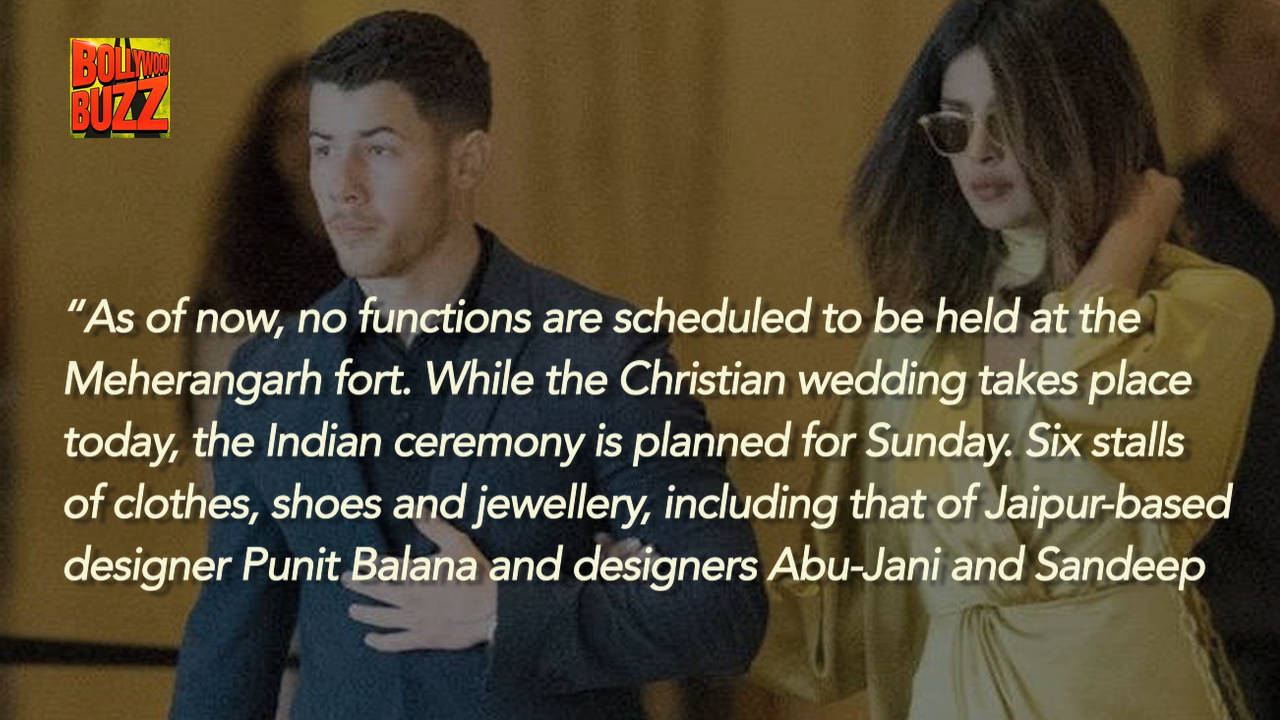 BOLLYWOOD
BUZZ
“As of now, no functions are scheduled to be held at the
Meherangarh fort. While the Christian wedding takes place
today, the Indian ceremony is planned for Sunday. Six stalls
of clothes, shoes and jewellery, including that of Jaipur-based
designer Punit Balana and designers Abu-Jani and Sandeep